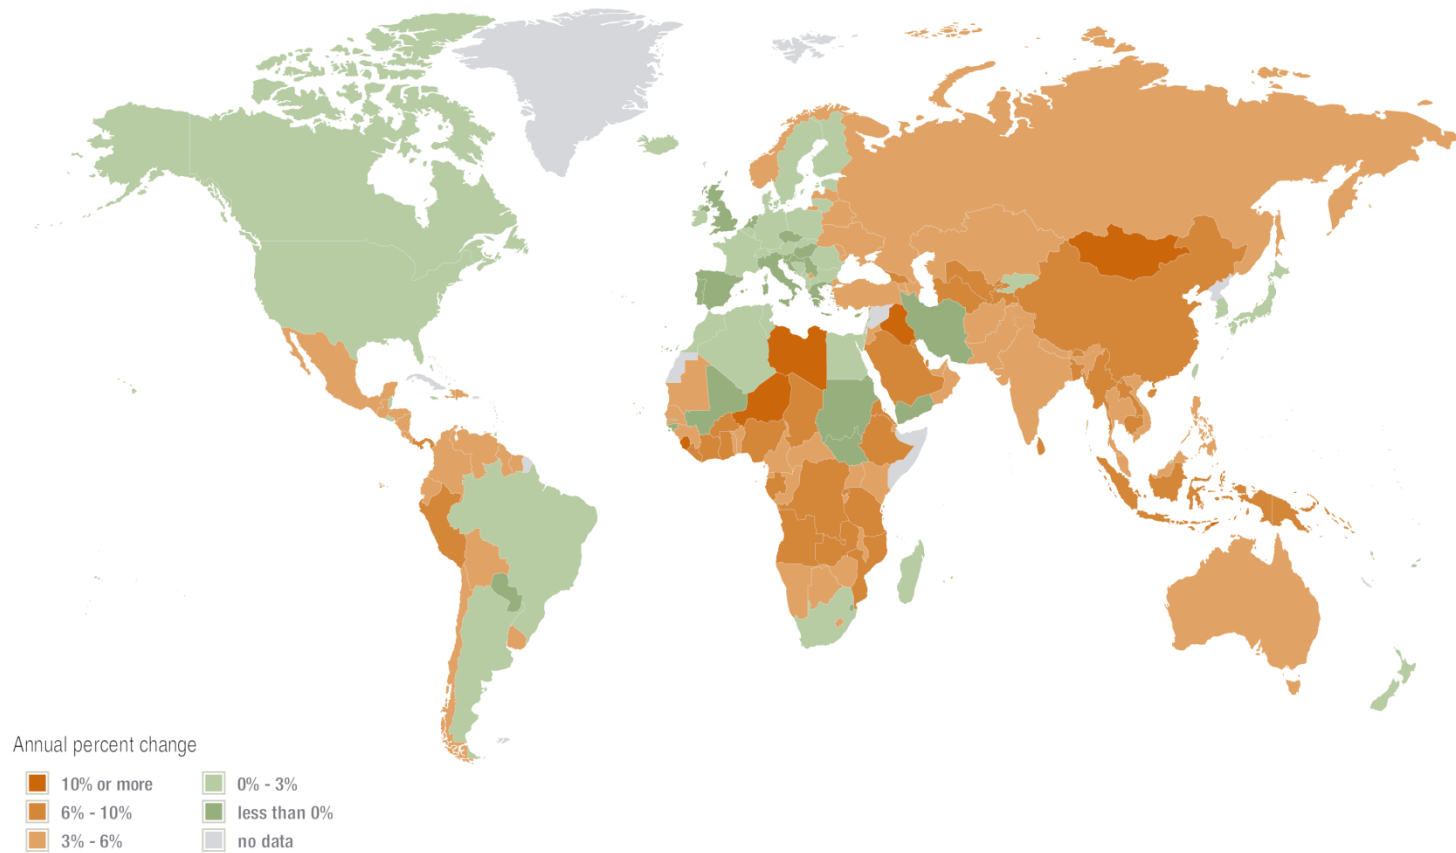 Annual percent change
10% or more
6% - 10%
3% - 6%
0% - 3%
less than 0%
no data